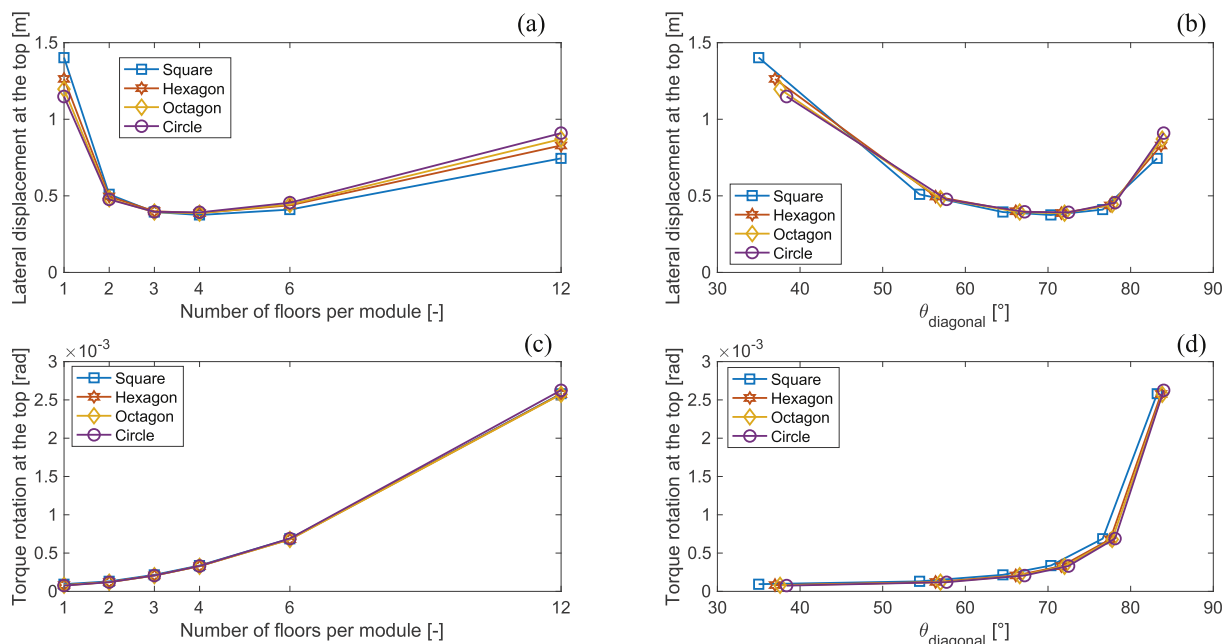 (a)
Lateral displacement at the top [m]
1.5
1
0.5
0
Square
Hexagon
Octagon
Circle
1 2 3 4 6 12
Number of floors per module [-]
(b)
Lateral displacement at the top [m]
1.5
1
0.5
0
Square
Hexagon
Octagon
Circle
30 40 50 60 70 80 90
θdiagonal [°]
(c)
×10-3
Torque rotation at the top [rad]
3
2.5
2
1.5
1
0.5
0
Square
Hexagon
Octagon
Circle
1 2 3 4 6 12
Number of floors per module [-]
(d)
×10-3
Torque rotation at the top [rad]
3
2.5
2
1.5
1
0.5
0
Square
Hexagon
Octagon
Circle
30 40 50 60 70 80 90
θdiagonal [°]